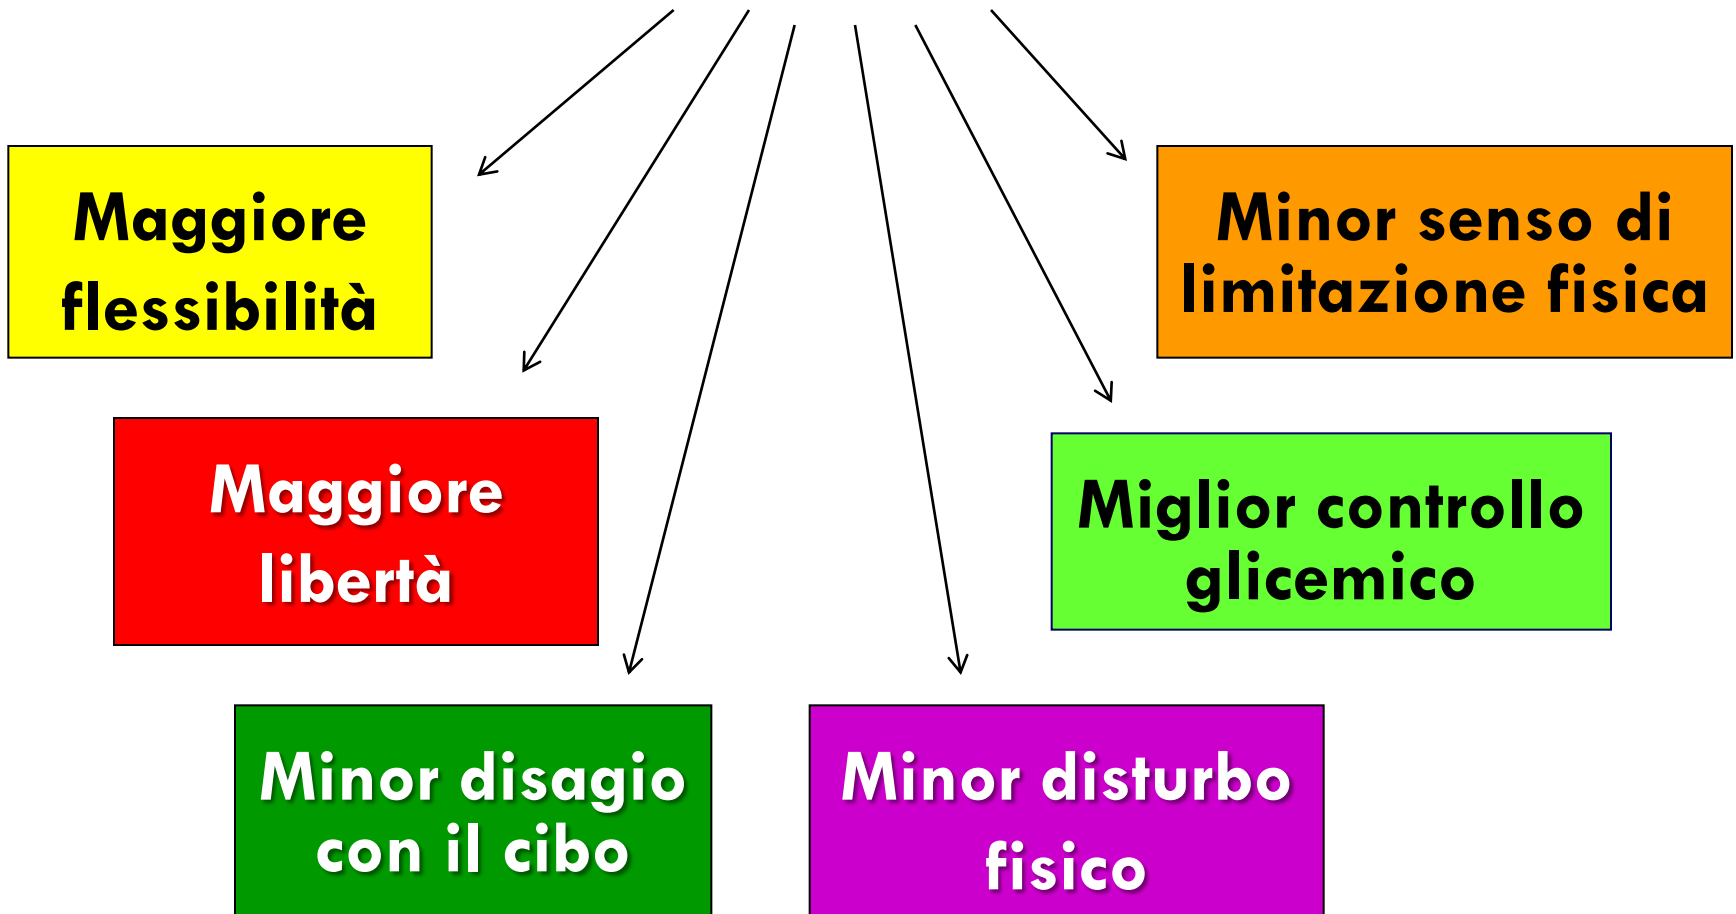 Maggiore
flessibilità
Minor senso di
limitazione fisica
Maggiore
libertà
Miglior controllo
glicemico
Minor disagio
con il cibo
Minor disturbo
fisico